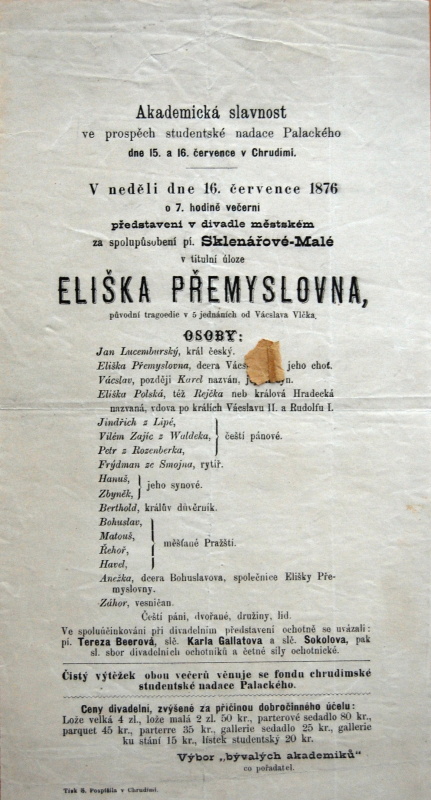 Akademická slavnost
ve prospěch studentské nadace Palackého
dne 15. a 16. července v Chrudími.
V neděli dne 16. července 1876
o 7. hodině večerní
představení v divadle městském
za spolupůsobení pí. Sklenářové-Malé
v titulní úloze
ELIŠKA PŘEMYSLOVNA,
původní tragoedie v 5 jednáních od Vácslava Vlčka.
OSOBY:
Jan Lucemburský, král český.
Eliška Přemyslovna, dcera Vács jeho choť.
Václav, později Karel nazván, je yn.
Eliška Polská, též Rejčka neb králová Hradecká
nazvaná, vdova po králích Václavu II. a Rudolfu I.
Jindřich z Lipé,
Vilém Zajíc z Waldeka,
Petr z Rozenberka,
čeští pánové.
Frýdman ze Smojna, rytíř.
Hanuš,
Zbyněk,
jeho synové.
Berthold, králův důvěrník.
Bohuslav,
Matouš,
Řehoř,
Havel,
měšťané Pražští.
Anežka, dcera Bohuslavova, společnice Elišky Pře-
myslovny.
Záhor, vesničan.
Čeští páni, dvořané, družiny, lid.
Ve spoluúčinkování při divadelním představení ochotně se uvázali:
pí. Tereza Beerová, slč. Karla Gallatova a slč. Sokolova, pak
sl. sbor divadelních ochotníků a četné síly ochotnické.
Čistý výtěžek obou večerů věnuje se fondu chrudimské
studentské nadace Palackého.
Ceny divadelní, zvýšené za příčinou dobročinného účelu:
Lože velká 4 zl., lože malá 2 zl. 50 kr., parterové sedadlo 80 kr.,
parquet 45 kr., parterre 35 kr., gallerie sedadlo 25 kr., gallerie
ku stání 15 kr., lístek studentský 20 kr.
Výbor „bývalých akademiků“
co pořadatel.
Tisk S. Pospíšila v Chrudími.